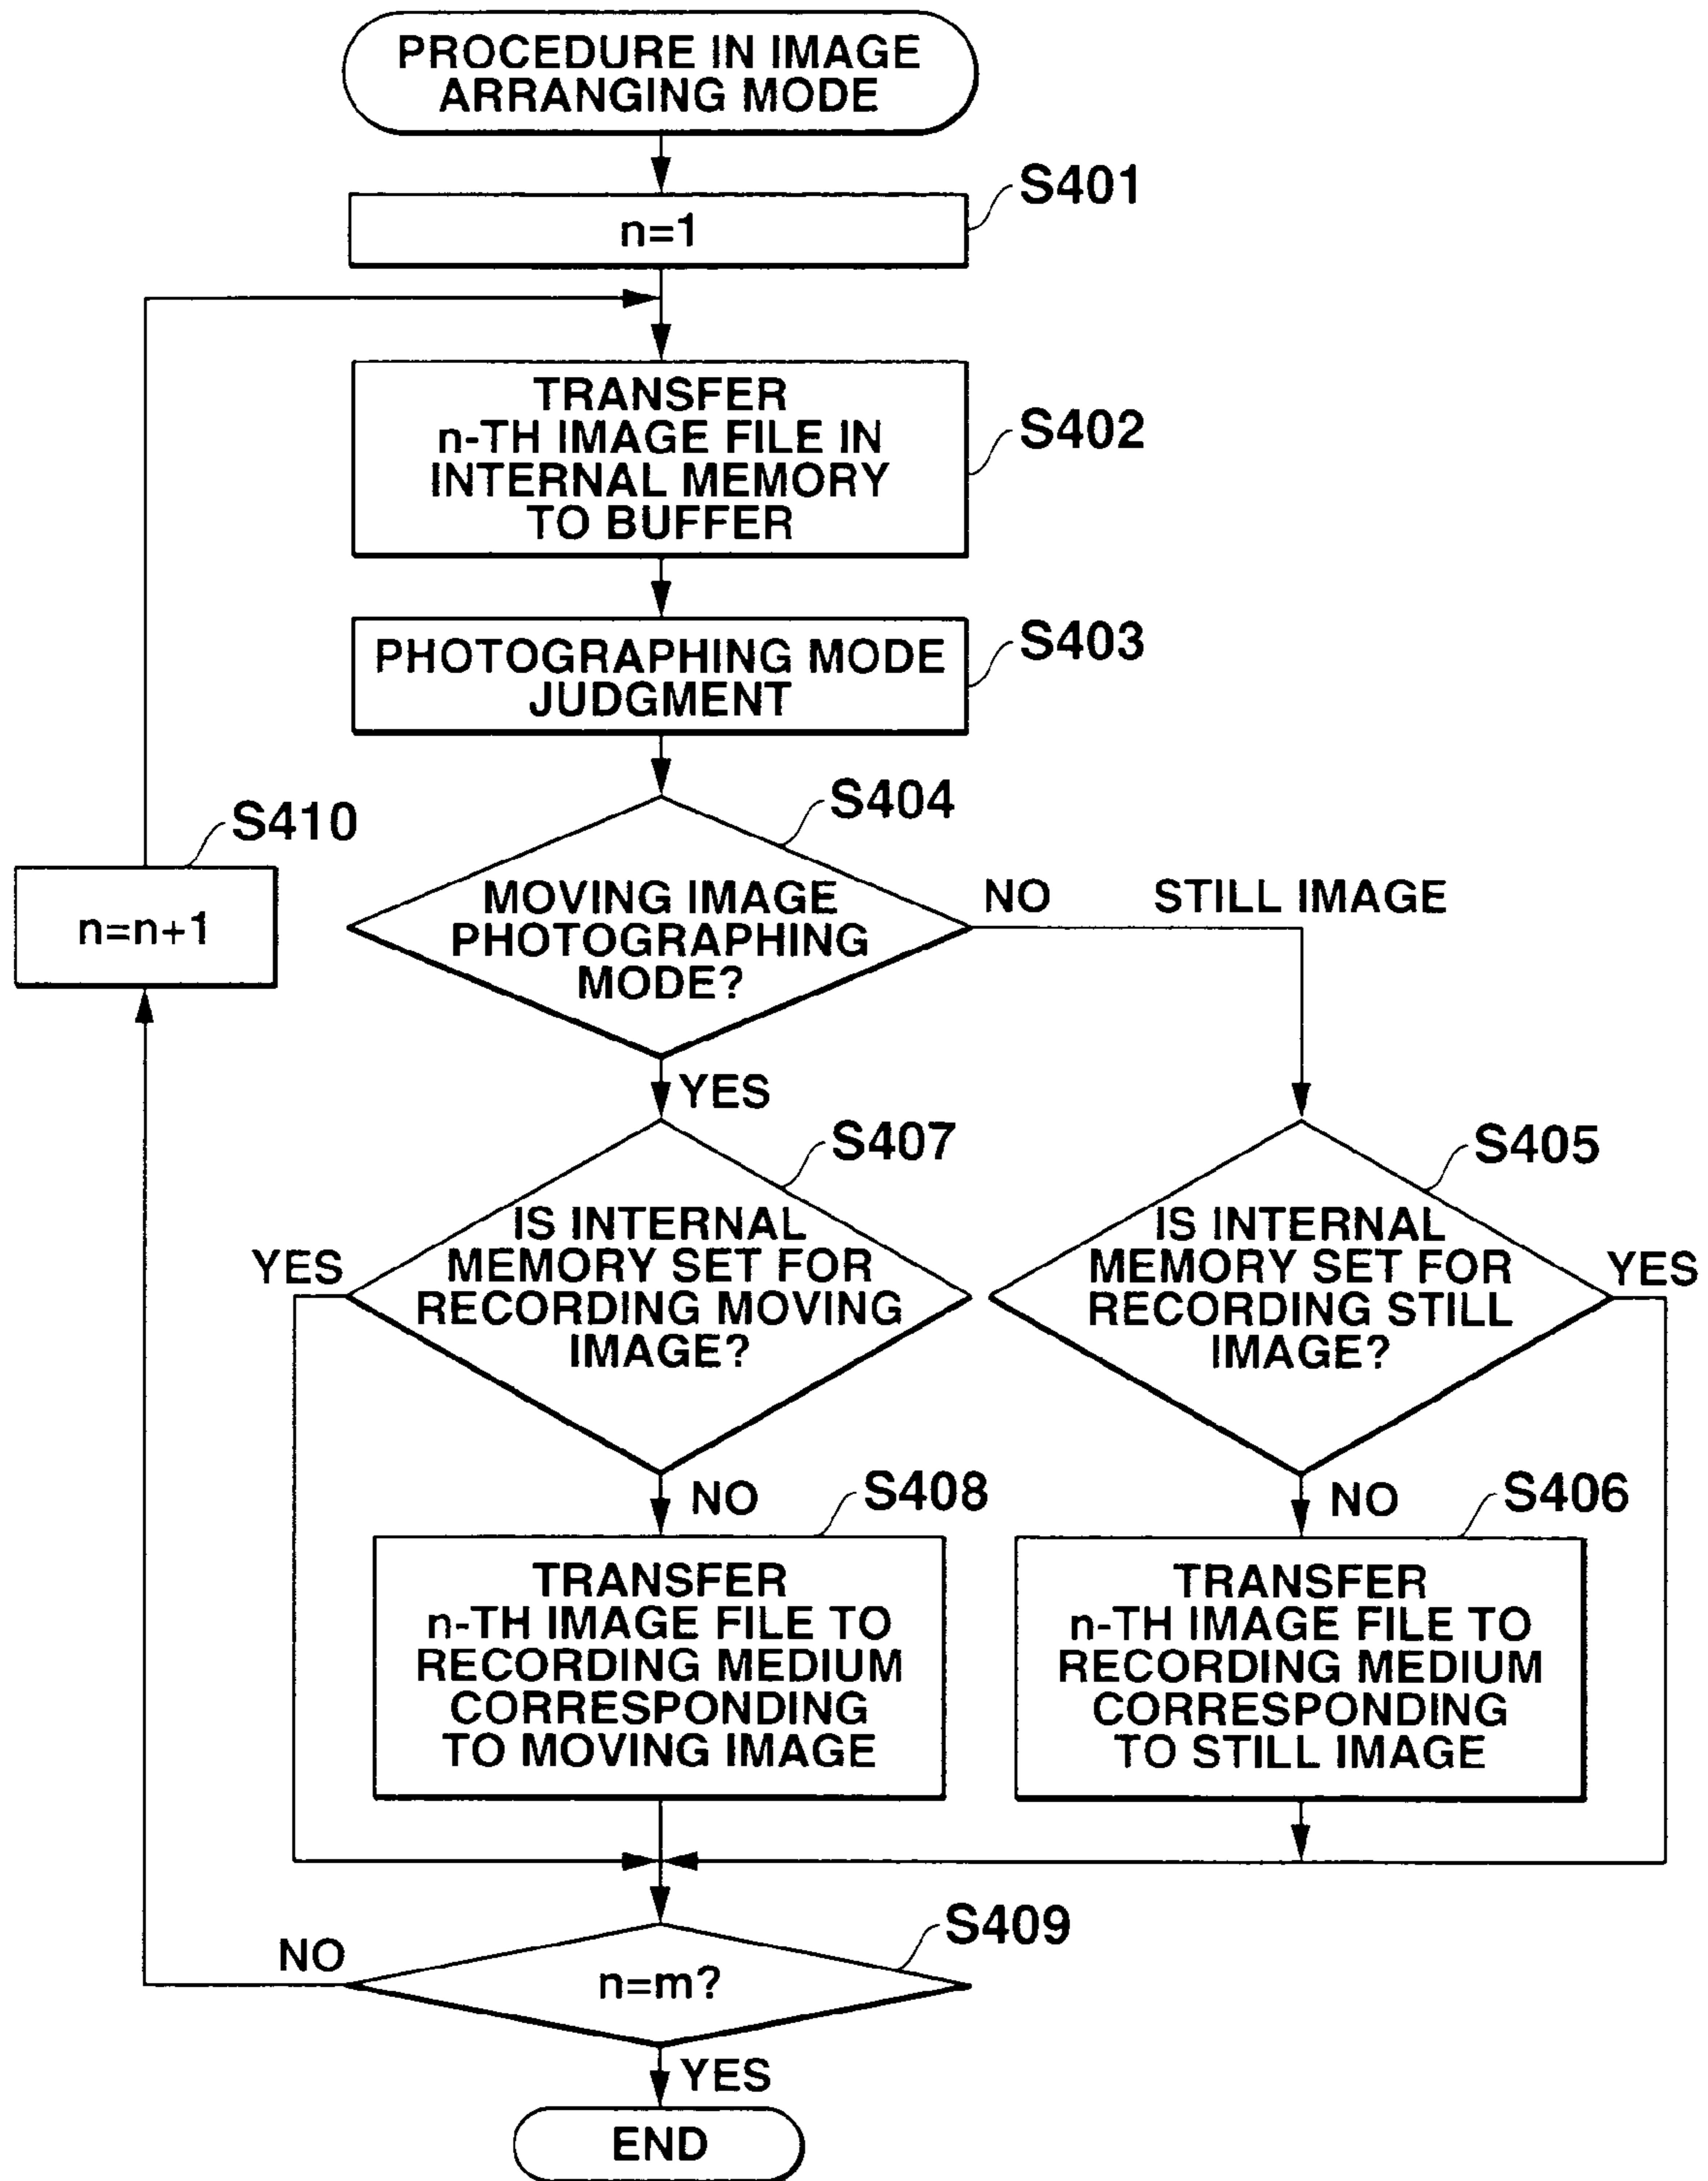 PROCEDURE IN IMAGE
ARRANGING MODE
S401
n=1
TRANSFER
n-TH IMAGE FILE IN
INTERNAL MEMORY
TO BUFFER
S402
PHOTOGRAPHING MODE
JUDGMENT
S403
S404
MOVING IMAGE
PHOTOGRAPHING
MODE?
NO
STILL IMAGE
S410
n=n+1
YES
S407
IS INTERNAL
MEMORY SET FOR
RECORDING MOVING
IMAGE?
YES
S405
IS INTERNAL
MEMORY SET FOR
RECORDING STILL
IMAGE?
YES
NO
S408
TRANSFER
n-TH IMAGE FILE TO
RECORDING MEDIUM
CORRESPONDING
TO MOVING IMAGE
NO
S406
TRANSFER
n-TH IMAGE FILE TO
RECORDING MEDIUM
CORRESPONDING
TO STILL IMAGE
S409
n=m?
NO
YES
END